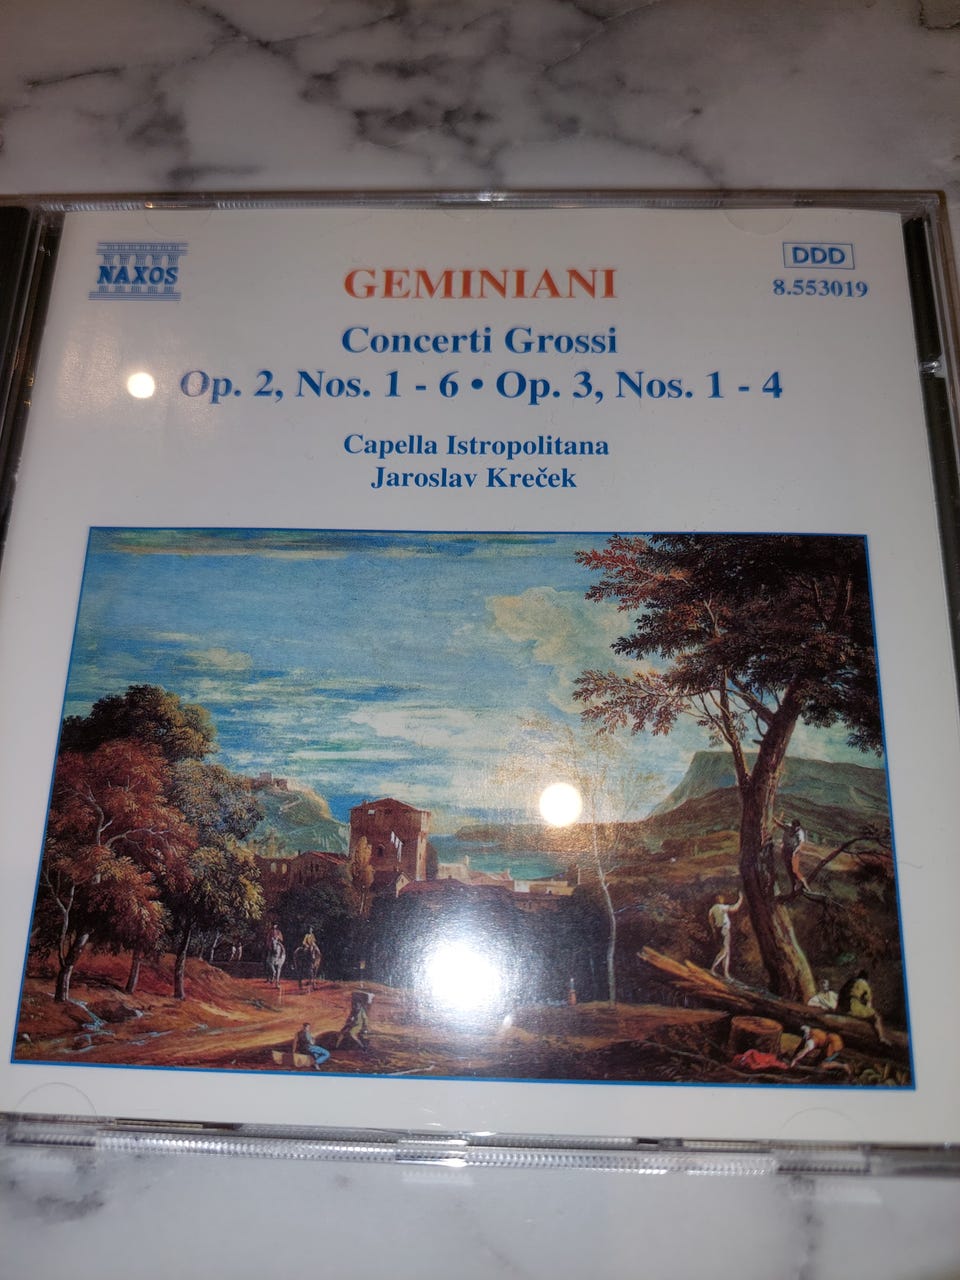 NAXOS
DDD
8.553019
GEMINIANI
Concerti Grossi
Op. 2, Nos. 1 - 6 • Op. 3, Nos. 1 - 4
Capella Istropolitana
Jaroslav Kreček